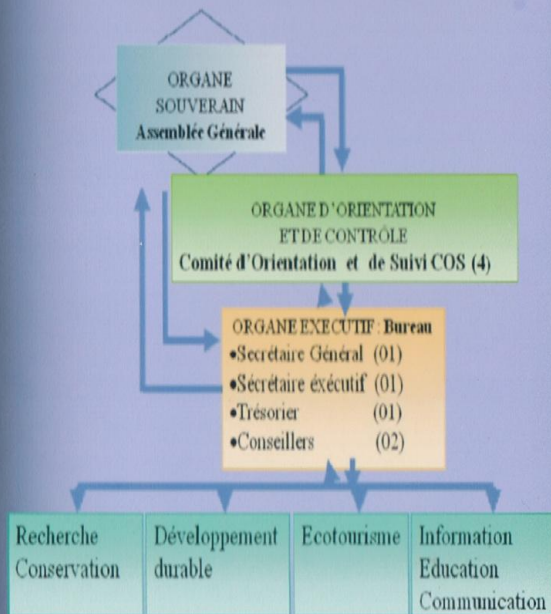 ORGANE
SOUVERAIN
Assemblée Générale
ORGANE D'ORIENTATION
ET DE CONTRÔLE
Comité d'Orientation et de Suivi COS (4)
ORGANE EXECUTIF : Bureau
•Secrétaire Général (01)
•Sécrétaire éxécutif (01)
•Trésorier (01)
•Conseillers (02)
Recherche
Conservation
Développement
durable
Ecotourisme
Information
Education
Communication